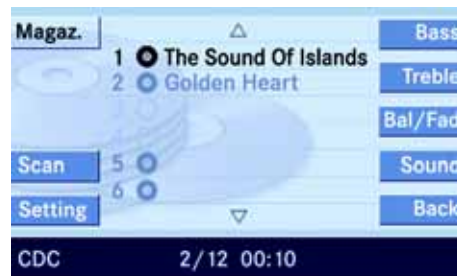 Magaz.
Bass
1 The Sound Of Islands
2 Golden Heart
Treble
Bal/Fad
Scan
5
Sound
6
Setting
Back
CDC 2/12 00:10